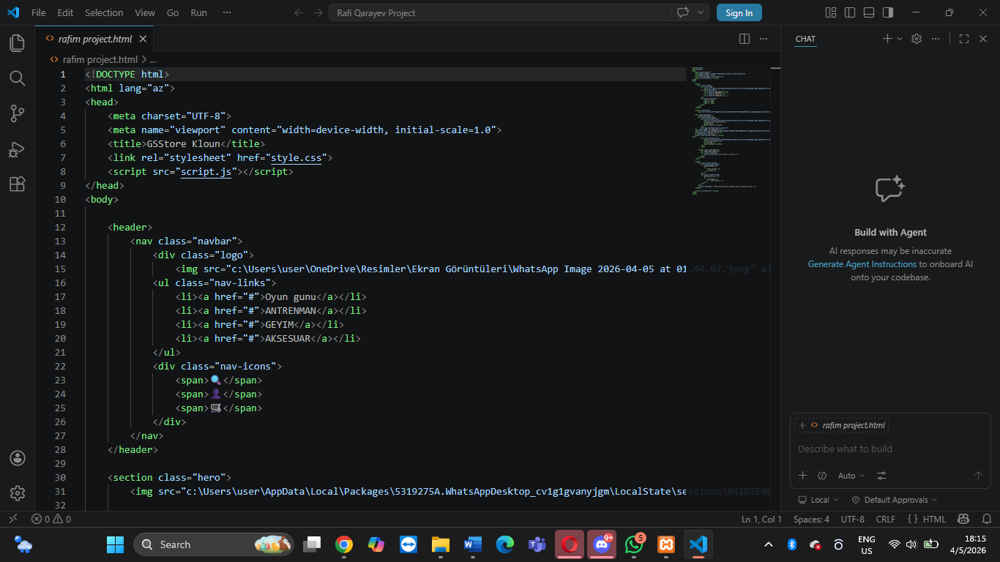 File Edit Selection View Go Run ···
Rafi Qarayev Project
Sign In
rafim project.html
CHAT
rafim project.html > ...
1 <!DOCTYPE html>
2 <html lang="az">
3 <head>
4 <meta charset="UTF-8">
5 <meta name="viewport" content="width=device-width, initial-scale=1.0">
6 <title>GSStore Kloun</title>
7 <link rel="stylesheet" href="style.css">
8 <script src="script.js"></script>
9 </head>
10 <body>
11
12 <header>
13 <nav class="navbar">
14 <div class="logo">
15 <img src="c:\Users\user\OneDrive\Resimler\Ekran Görüntüleri\WhatsApp Image 2026-04-05 at 01.44.07.jpeg" al
16 <ul class="nav-links">
17 <li><a href="#">Oyun gunu</a></li>
18 <li><a href="#">ANTRENMAN</a></li>
19 <li><a href="#">GEYIM</a></li>
20 <li><a href="#">AKSESUAR</a></li>
21 </ul>
22 <div class="nav-icons">
23 <span>🔍</span>
24 <span>👤</span>
25 <span>🛒</span>
26 </div>
27 </nav>
28 </header>
29
30 <section class="hero">
31 <img src="c:\Users\user\AppData\Local\Packages\5319275A.WhatsAppDesktop_cv1g1gvanyjgm\LocalState\sessions\041D3E0E
32
Build with Agent
AI responses may be inaccurate
Generate Agent Instructions to onboard AI
onto your codebase.
rafim project.html
Describe what to build
Auto
Local
Default Approvals
0 0
Ln 1, Col 1
Spaces: 4
UTF-8
CRLF
{ } HTML
Search
9+
5
ENG
US
18:15
4/5/2026